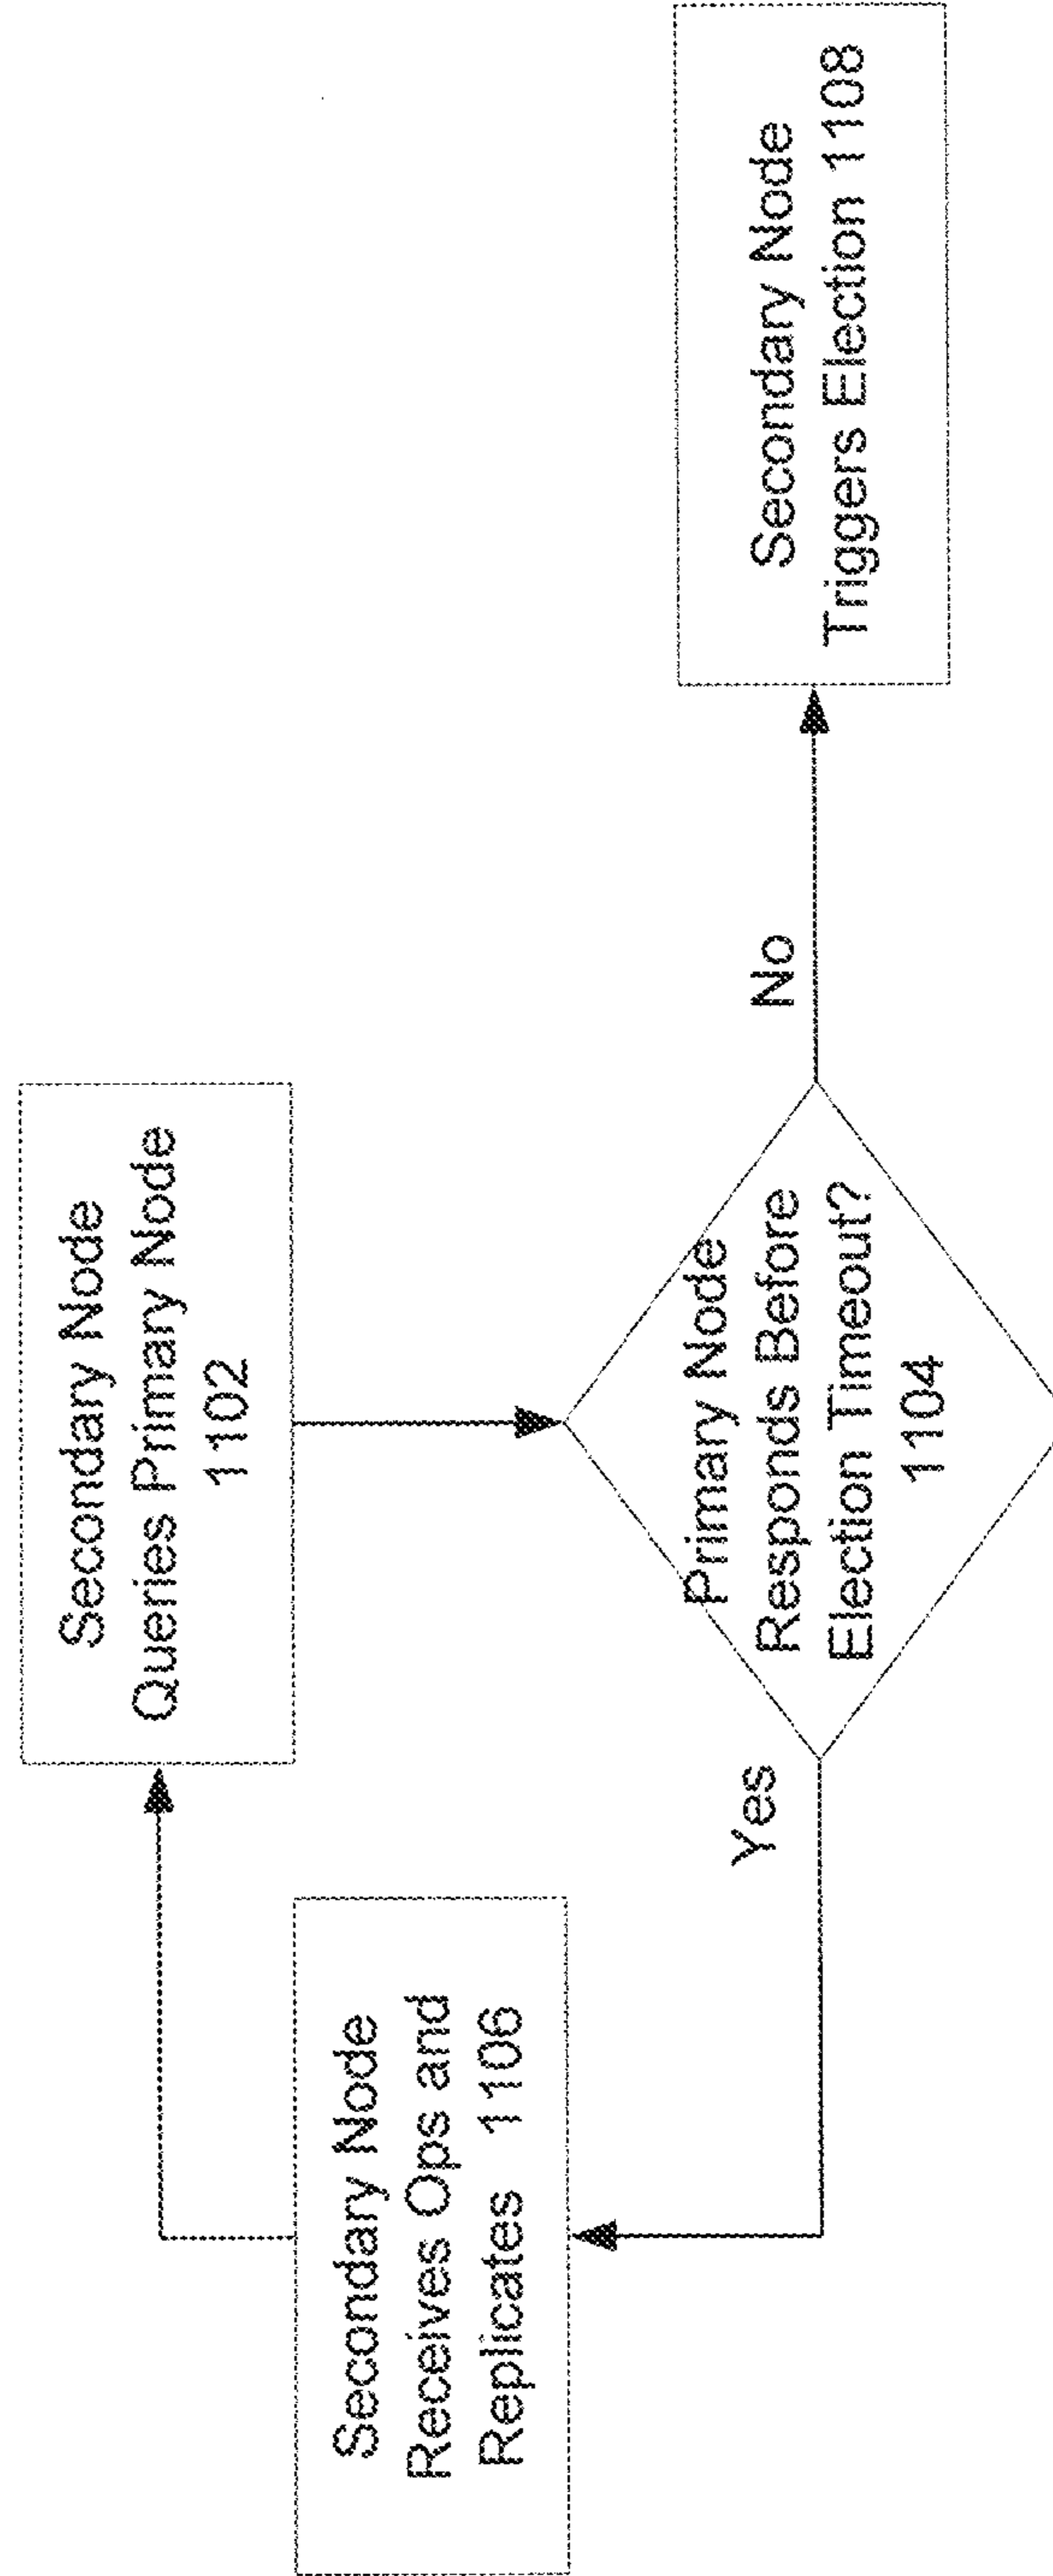 Secondary Node
Queries Primary Node
1102
Primary Node
Responds Before
Election Timeout?
1104
Yes
No
Secondary Node
Receives Ops and
Replicates 1106
Secondary Node
Triggers Election 1108